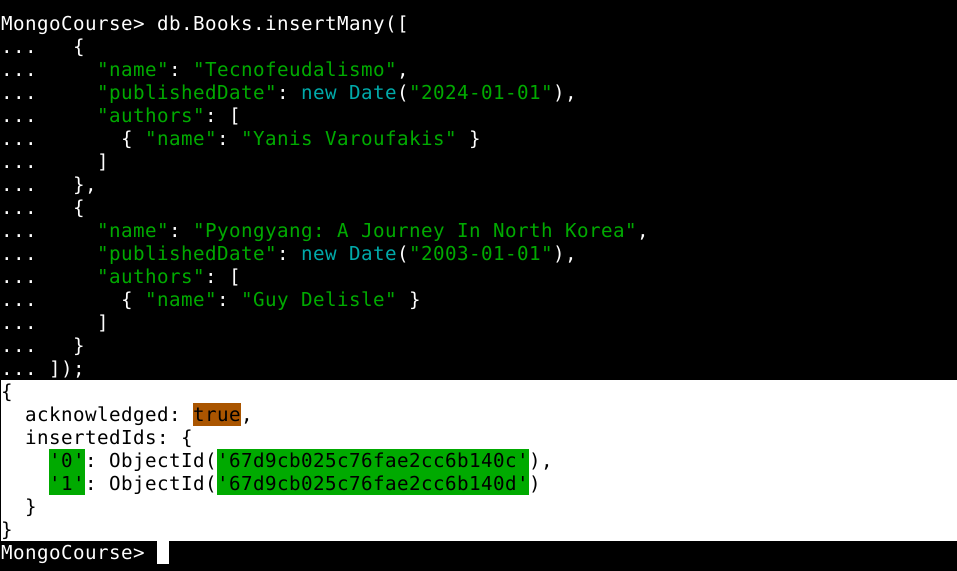 MongoCourse> db.Books.insertMany([
...   {
...     "name": "Tecnofeudalismo",
...     "publishedDate": new Date("2024-01-01"),
...     "authors": [
...       { "name": "Yanis Varoufakis" }
...     ]
...   },
...   {
...     "name": "Pyongyang: A Journey In North Korea",
...     "publishedDate": new Date("2003-01-01"),
...     "authors": [
...       { "name": "Guy Delisle" }
...     ]
...   }
... ]);
{
  acknowledged: true,
  insertedIds: {
    '0': ObjectId('67d9cb025c76fae2cc6b140c'),
    '1': ObjectId('67d9cb025c76fae2cc6b140d')
  }
}
MongoCourse>